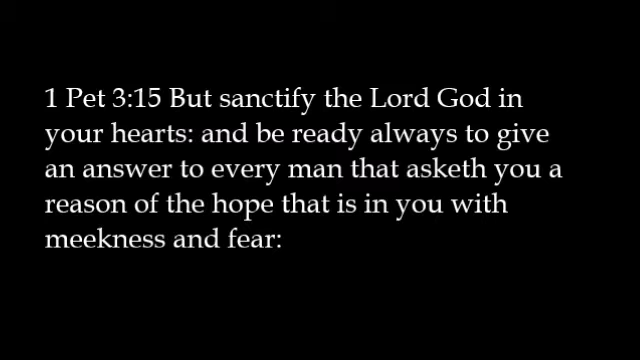 1 Pet 3:15 But sanctify the Lord God in
your hearts: and be ready always to give
an answer to every man that asketh you a
reason of the hope that is in you with
meekness and fear: